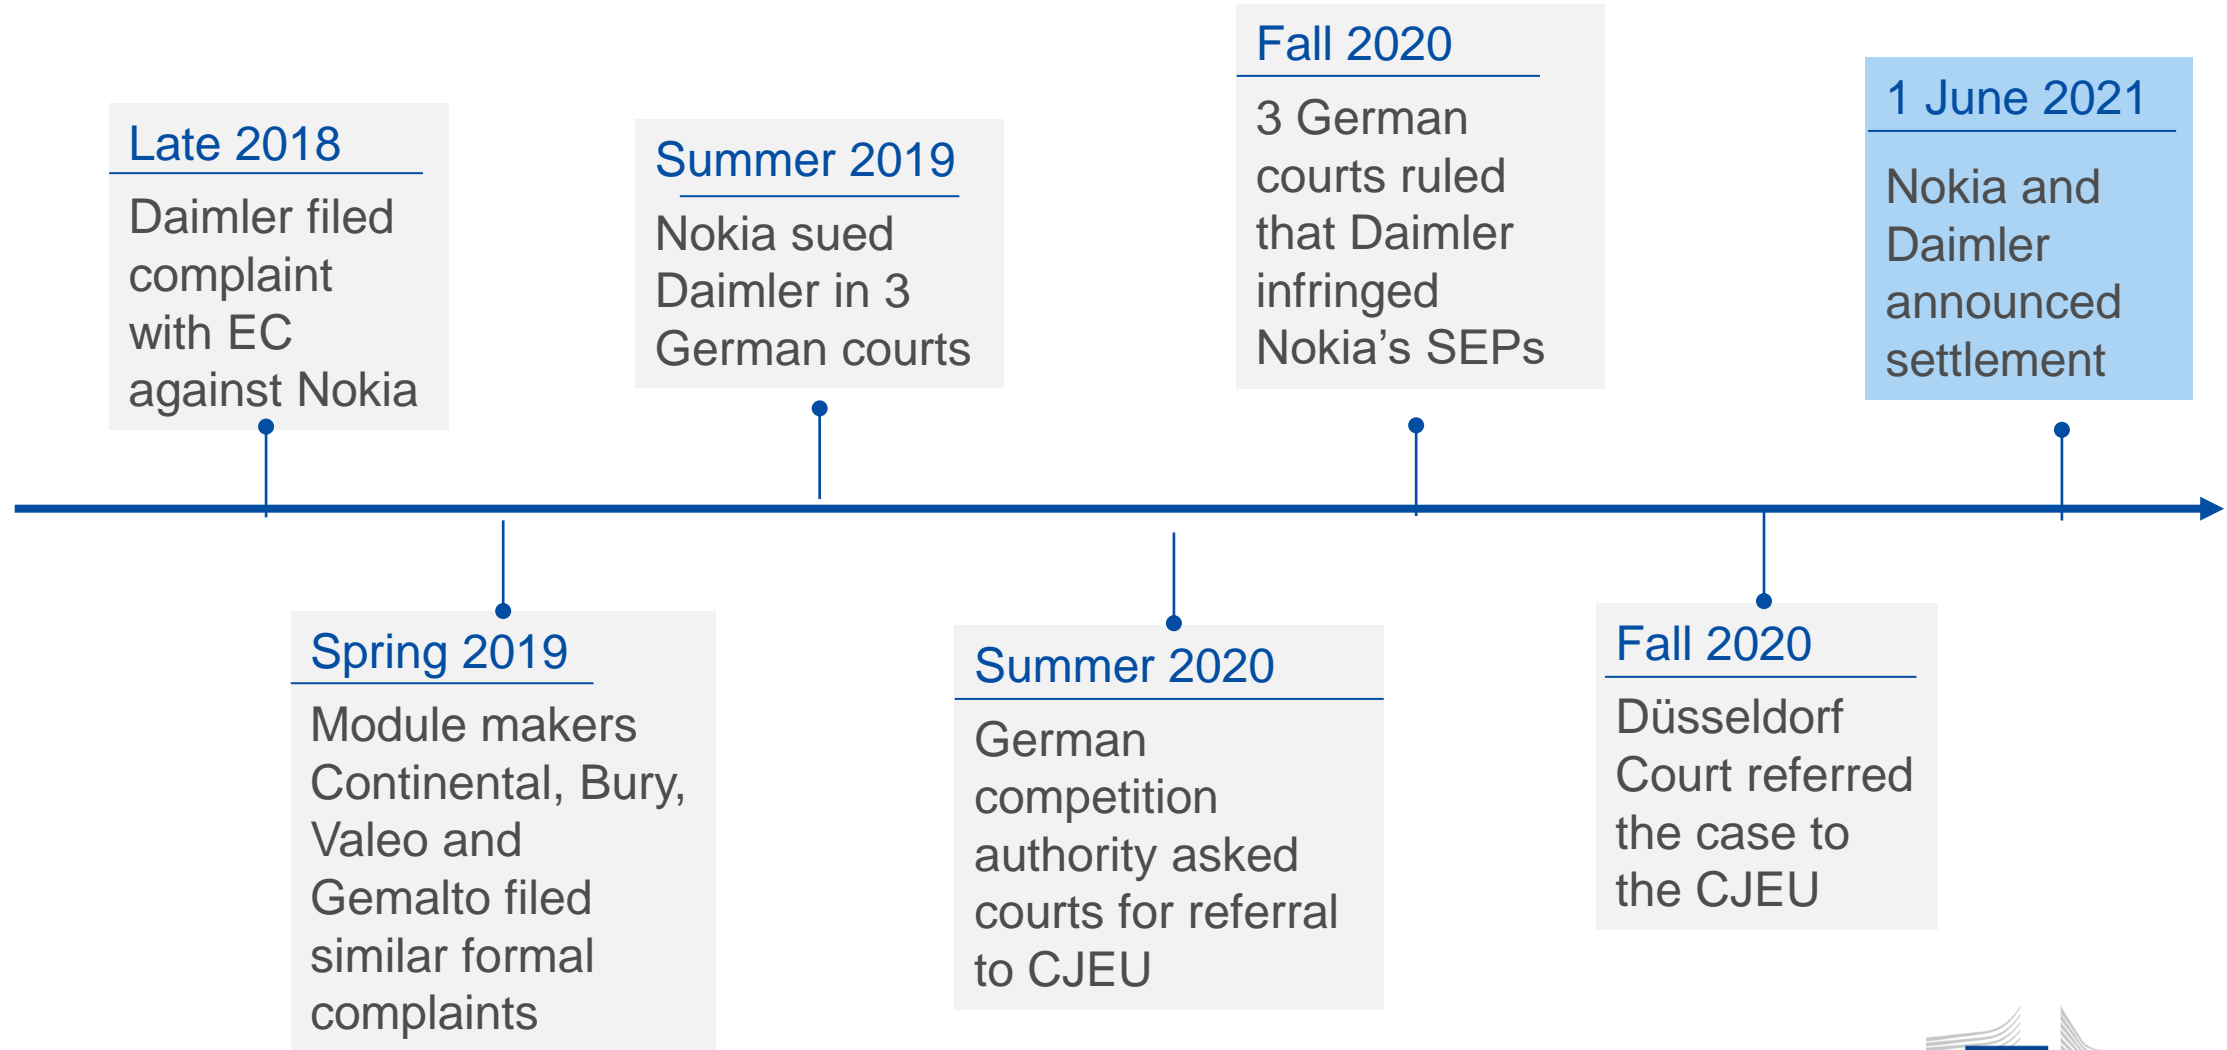 Late 2018
Daimler filed
complaint
with EC
against Nokia
Spring 2019
Module makers
Continental, Bury,
Valeo and
Gemalto filed
similar formal
complaints
Summer 2019
Nokia sued
Daimler in 3
German courts
Summer 2020
German
competition
authority asked
courts for referral
to CJEU
Fall 2020
3 German
courts ruled
that Daimler
infringed
Nokia’s SEPs
Fall 2020
Düsseldorf
Court referred
the case to
the CJEU
1 June 2021
Nokia and
Daimler
announced
settlement